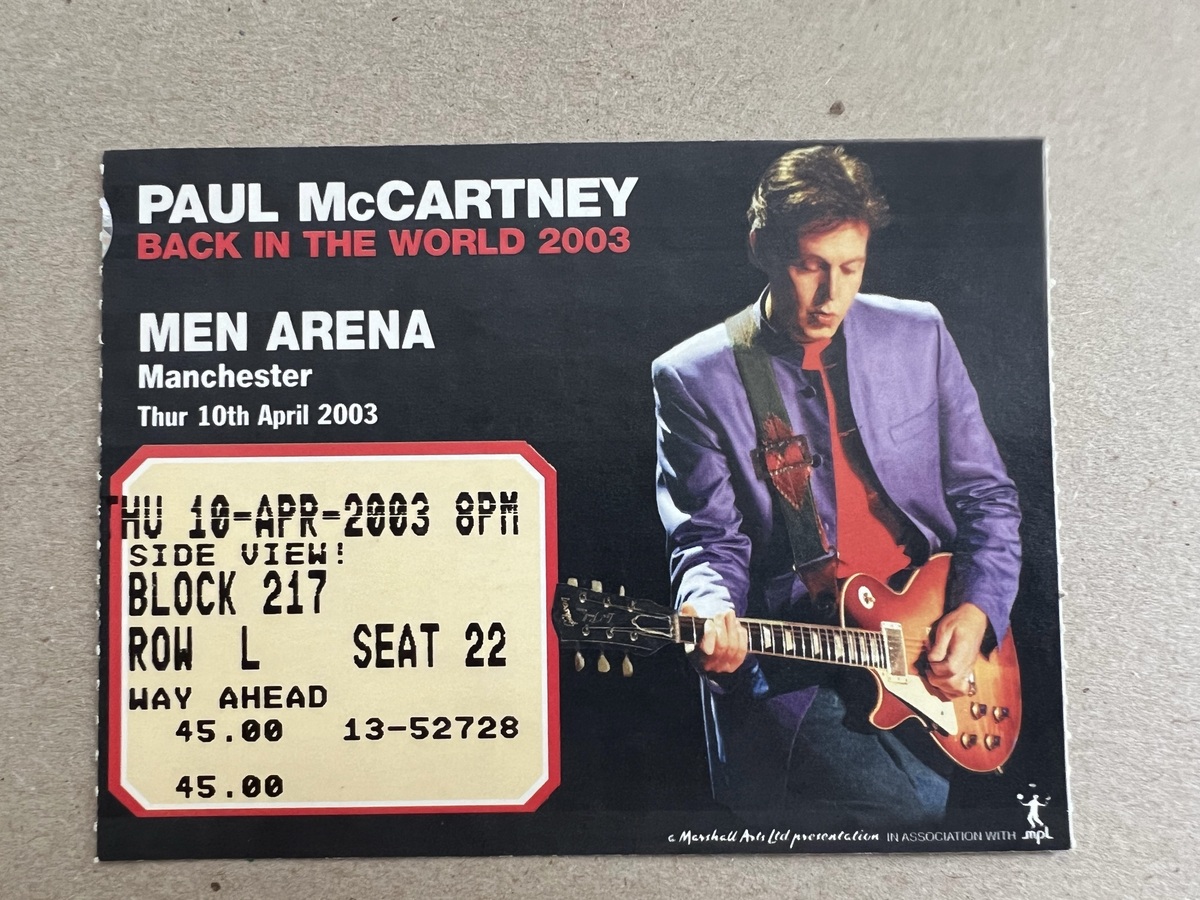 PAUL McCARTNEY
BACK IN THE WORLD 2003
MEN ARENA
Manchester
Thur 10th April 2003
THU 10-APR-2003 8PM
SIDE VIEW!
BLOCK 217
ROW L SEAT 22
WAY AHEAD
45.00 13-52728
45.00
Gibson
a Marshall Arts Ltd presentation IN ASSOCIATION WITH mpl